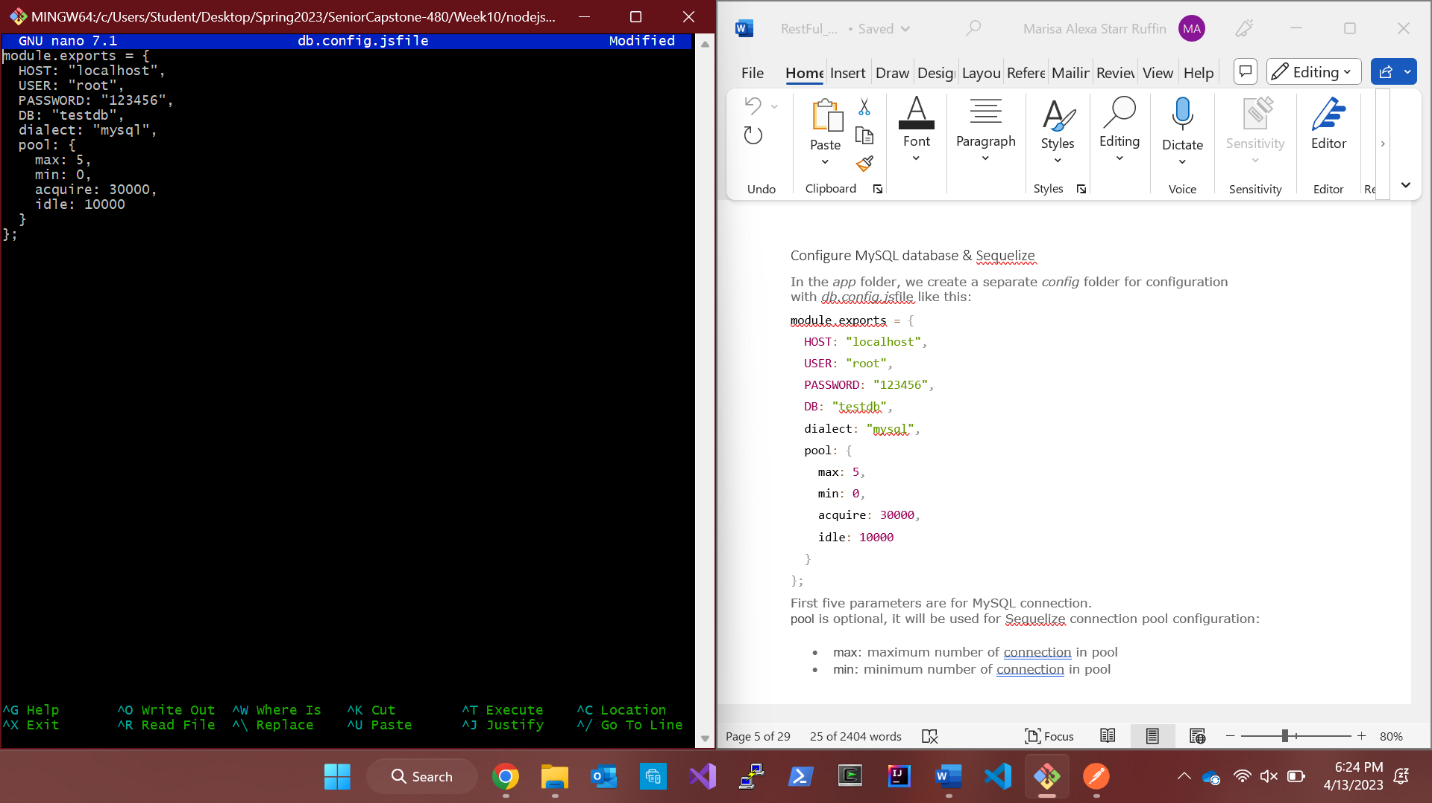 MINGW64:/c/Users/Student/Desktop/Spring2023/SeniorCapstone-480/Week10/nodejs...
GNU nano 7.1 db.config.jsfile Modified
module.exports = {
HOST: "localhost",
USER: "root",
PASSWORD: "123456",
DB: "testdb",
dialect: "mysql",
pool: {
max: 5,
min: 0,
acquire: 30000,
idle: 10000
}
};
^G Help ^O Write Out ^W Where Is ^K Cut ^T Execute ^C Location
^X Exit ^R Read File ^\ Replace ^U Paste ^J Justify ^/ Go To Line
RestFul_... • Saved Marisa Alexa Starr Ruffin MA
File Home Insert Draw Desig Layou Refere Mailin Review View Help Editing
Paste Font Paragraph Styles Editing Dictate Sensitivity Editor
Undo Clipboard Styles Voice Sensitivity Editor Re
Configure MySQL database & Sequelize
In the app folder, we create a separate config folder for configuration
with db.config.jsfile like this:
module.exports = {
HOST: "localhost",
USER: "root",
PASSWORD: "123456",
DB: "testdb",
dialect: "mysql",
pool: {
max: 5,
min: 0,
acquire: 30000,
idle: 10000
}
};
First five parameters are for MySQL connection.
pool is optional, it will be used for Sequelize connection pool configuration:
• max: maximum number of connection in pool
• min: minimum number of connection in pool
Page 5 of 29 25 of 2404 words Focus 80%
Search
6:24 PM
4/13/2023